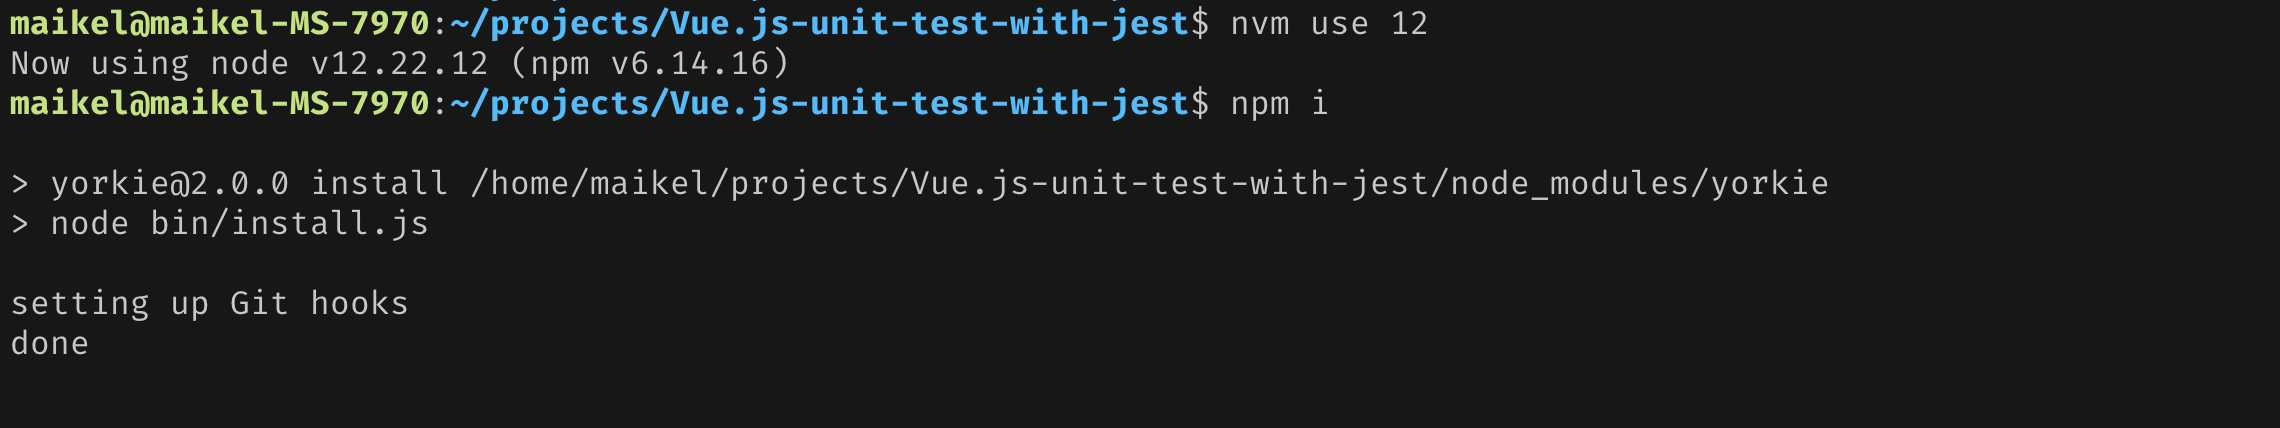 maikel@maikel-MS-7970:~/projects/Vue.js-unit-test-with-jest$ nvm use 12
Now using node v12.22.12 (npm v6.14.16)
maikel@maikel-MS-7970:~/projects/Vue.js-unit-test-with-jest$ npm i
> yorkie@2.0.0 install /home/maikel/projects/Vue.js-unit-test-with-jest/node_modules/yorkie
> node bin/install.js
setting up Git hooks
done